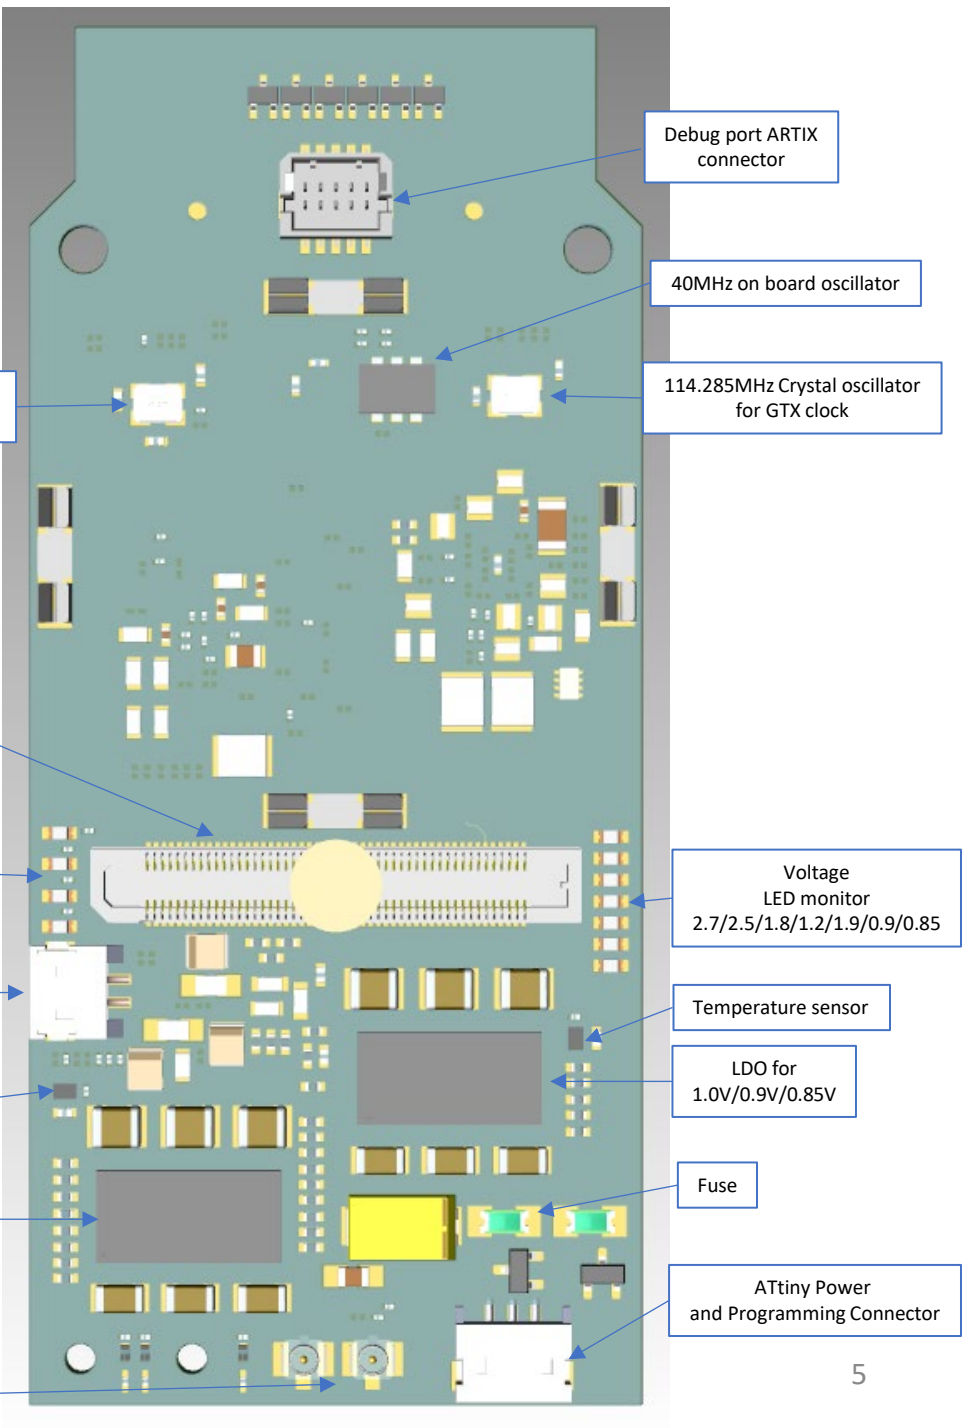 Debug port ARTIX
connector
40MHz on board oscillator
114.285MHz Crystal oscillator
for GTX clock
Voltage
LED monitor
2.7/2.5/1.8/1.2/1.9/0.9/0.85
Temperature sensor
LDO for
1.0V/0.9V/0.85V
Fuse
ATtiny Power
and Programming Connector
5